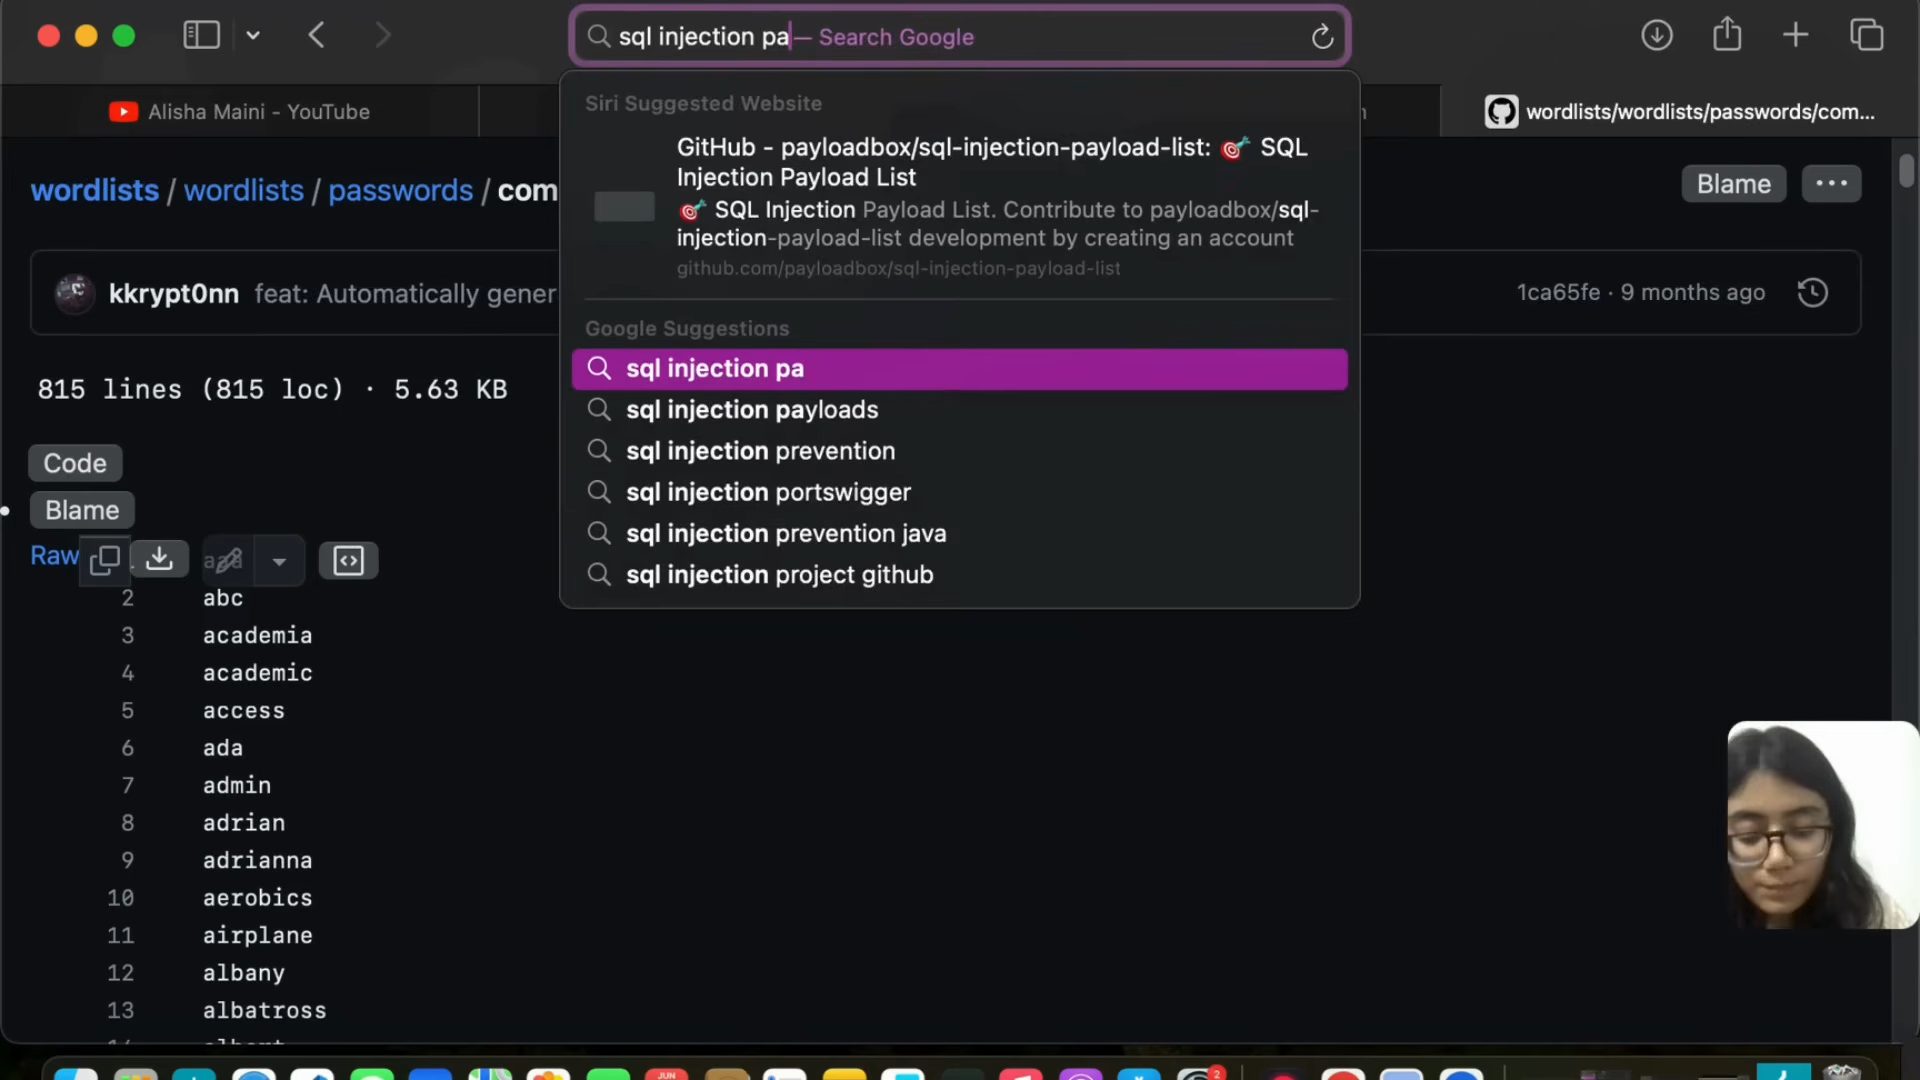 sql injection pa — Search Google
Alisha Maini - YouTube
wordlists/wordlists/passwords/com...
Siri Suggested Website
GitHub - payloadbox/sql-injection-payload-list: 🎯 SQL
Injection Payload List
🎯 SQL Injection Payload List. Contribute to payloadbox/sql-
injection-payload-list development by creating an account
github.com/payloadbox/sql-injection-payload-list
Google Suggestions
sql injection pa
sql injection payloads
sql injection prevention
sql injection portswigger
sql injection prevention java
sql injection project github
wordlists / wordlists / passwords / com
Blame
kkrypt0nn feat: Automatically gener
1ca65fe · 9 months ago
815 lines (815 loc) · 5.63 KB
Code
Blame
Raw
aaa
2 abc
3 academia
4 academic
5 access
6 ada
7 admin
8 adrian
9 adrianna
10 aerobics
11 airplane
12 albany
13 albatross
JUN
2